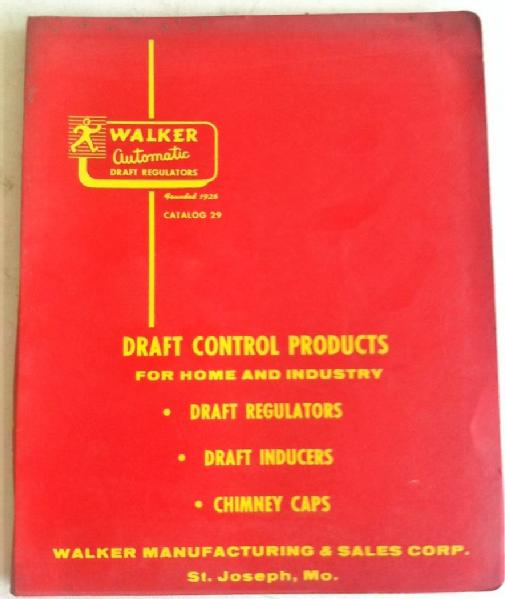 WALKER
Automatic
DRAFT REGULATORS
Founded 1926
CATALOG 29
DRAFT CONTROL PRODUCTS
FOR HOME AND INDUSTRY
• DRAFT REGULATORS
• DRAFT INDUCERS
• CHIMNEY CAPS
WALKER MANUFACTURING & SALES CORP.
St. Joseph, Mo.